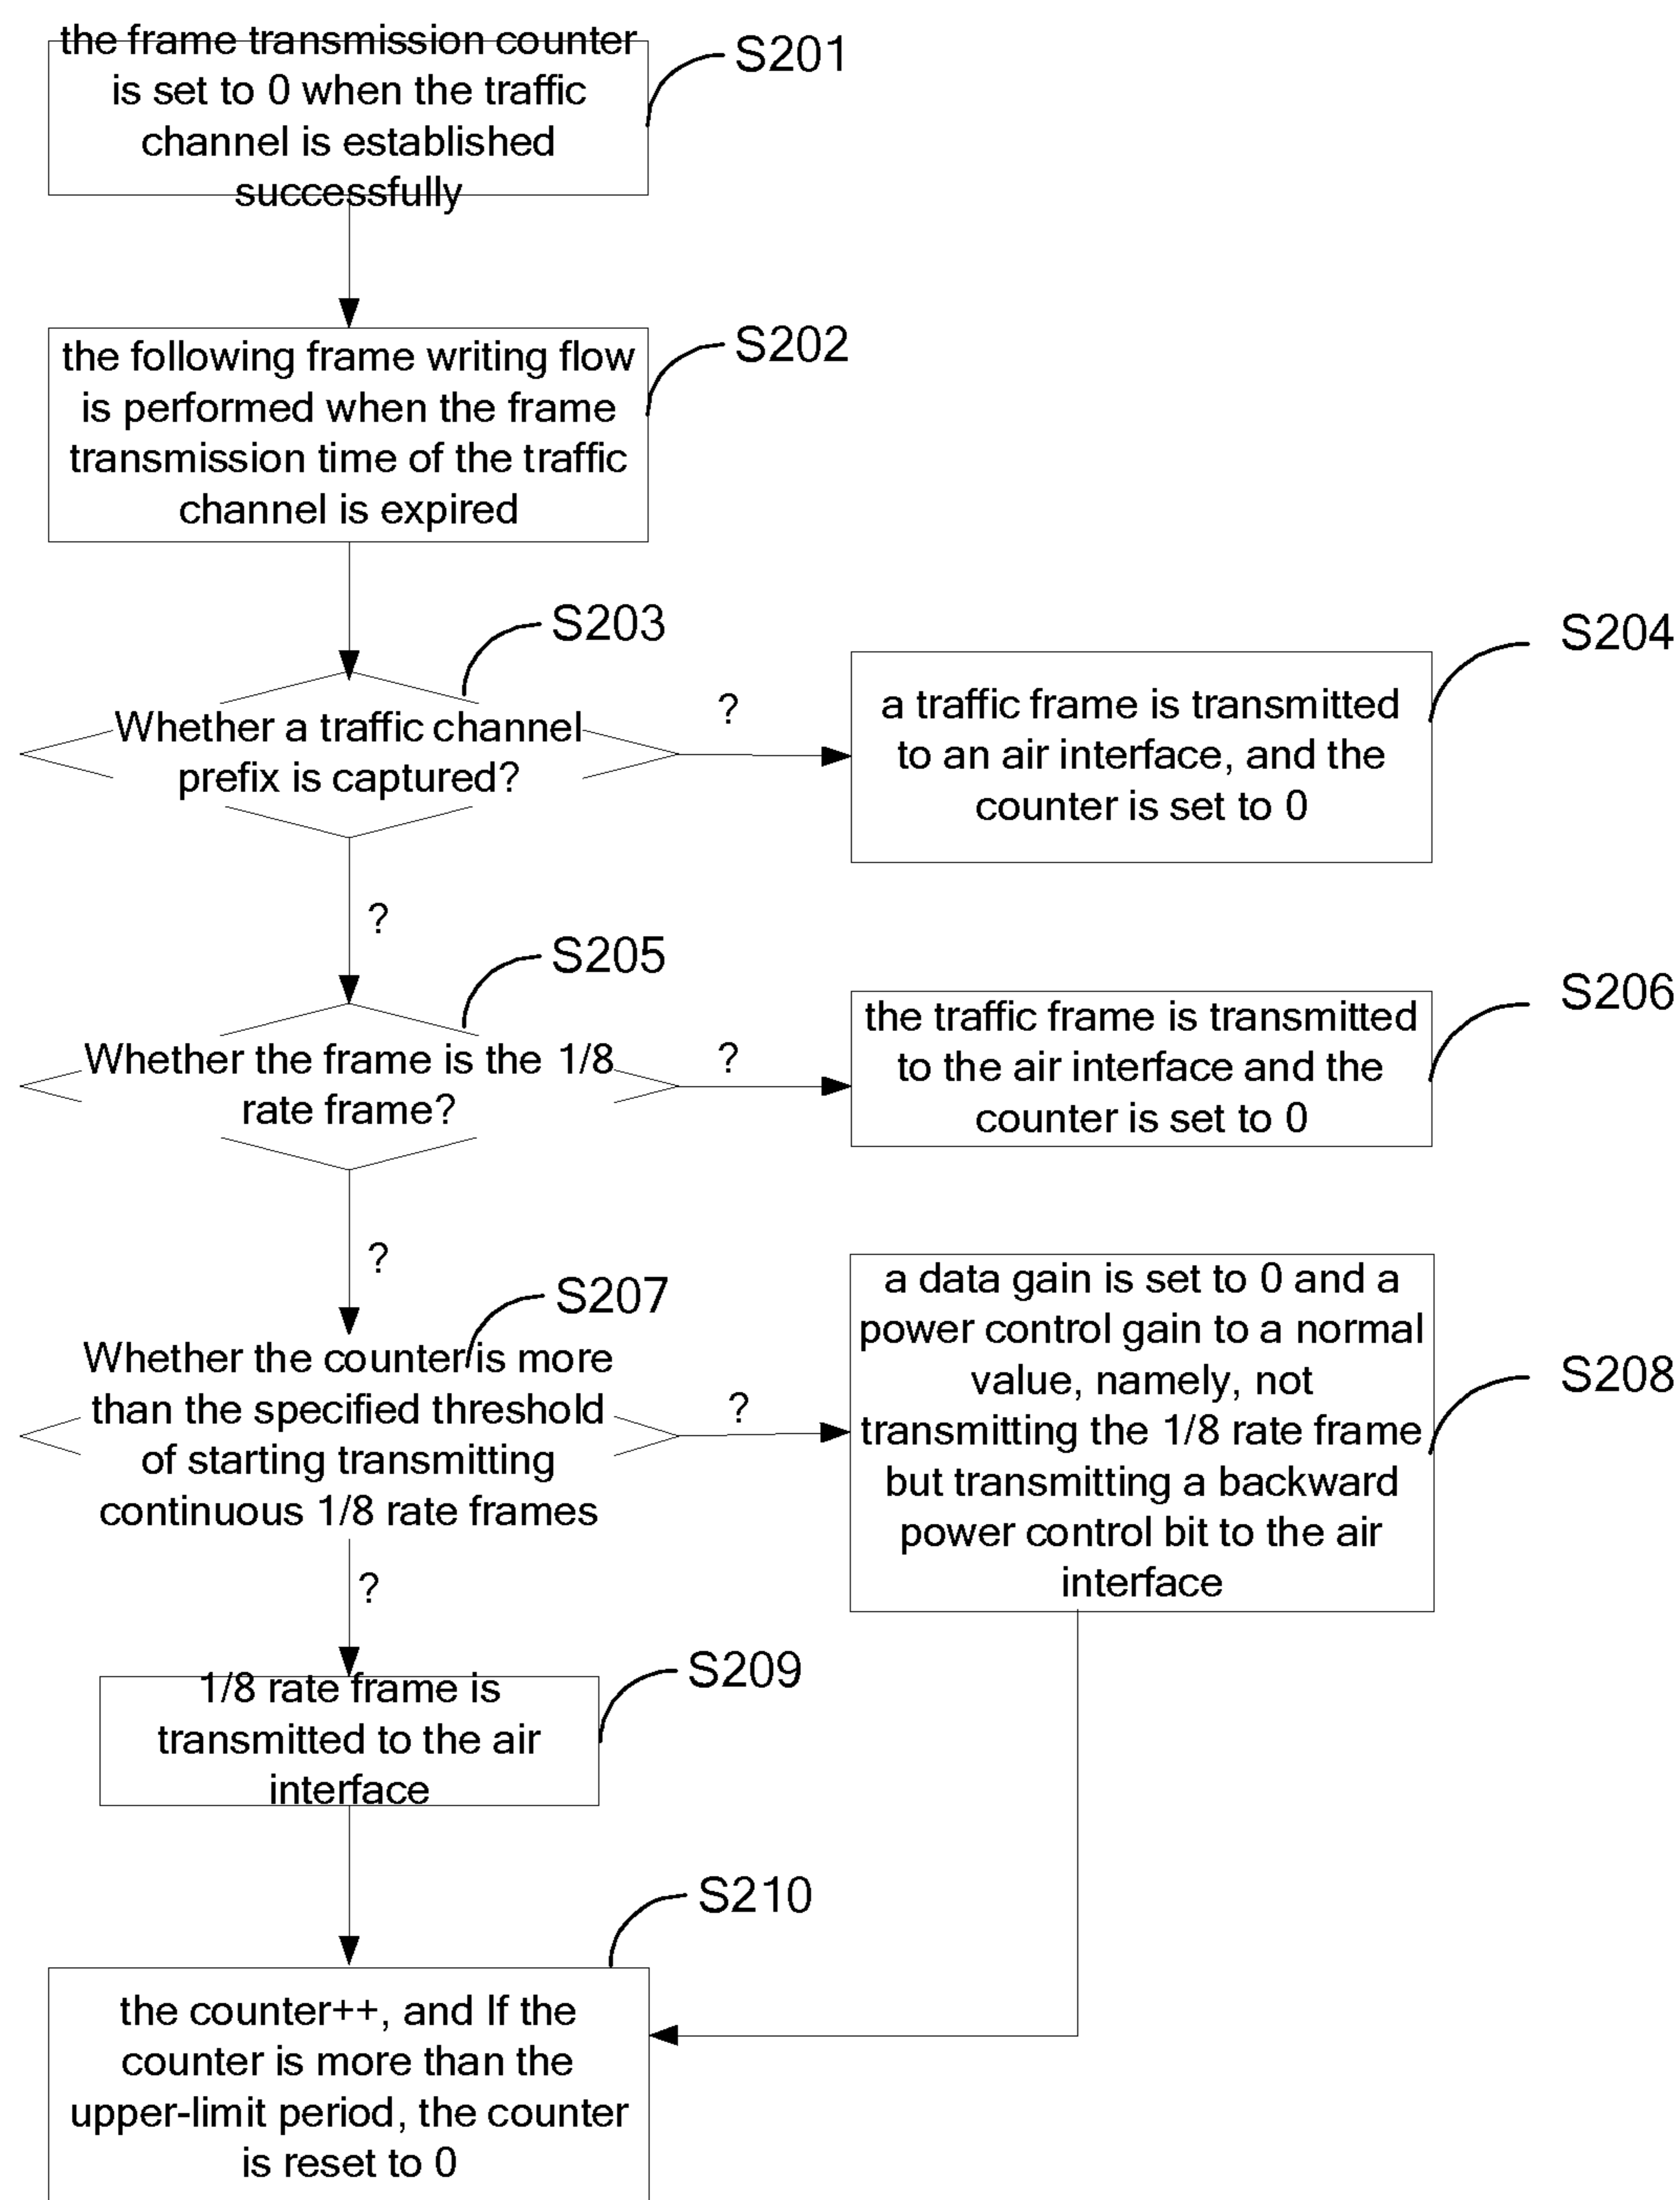 the frame transmission counter
is set to 0 when the traffic
channel is established
successfully
S201
the following frame writing flow
is performed when the frame
transmission time of the traffic
channel is expired
S202
S203
Whether a traffic channel
prefix is captured?
?
S204
a traffic frame is transmitted
to an air interface, and the
counter is set to 0
?
S205
Whether the frame is the 1/8
rate frame?
?
S206
the traffic frame is transmitted
to the air interface and the
counter is set to 0
?
S207
Whether the counter is more
than the specified threshold
of starting transmitting
continuous 1/8 rate frames
?
S208
a data gain is set to 0 and a
power control gain to a normal
value, namely, not
transmitting the 1/8 rate frame
but transmitting a backward
power control bit to the air
interface
?
S209
1/8 rate frame is
transmitted to the air
interface
S210
the counter++, and If the
counter is more than the
upper-limit period, the counter
is reset to 0